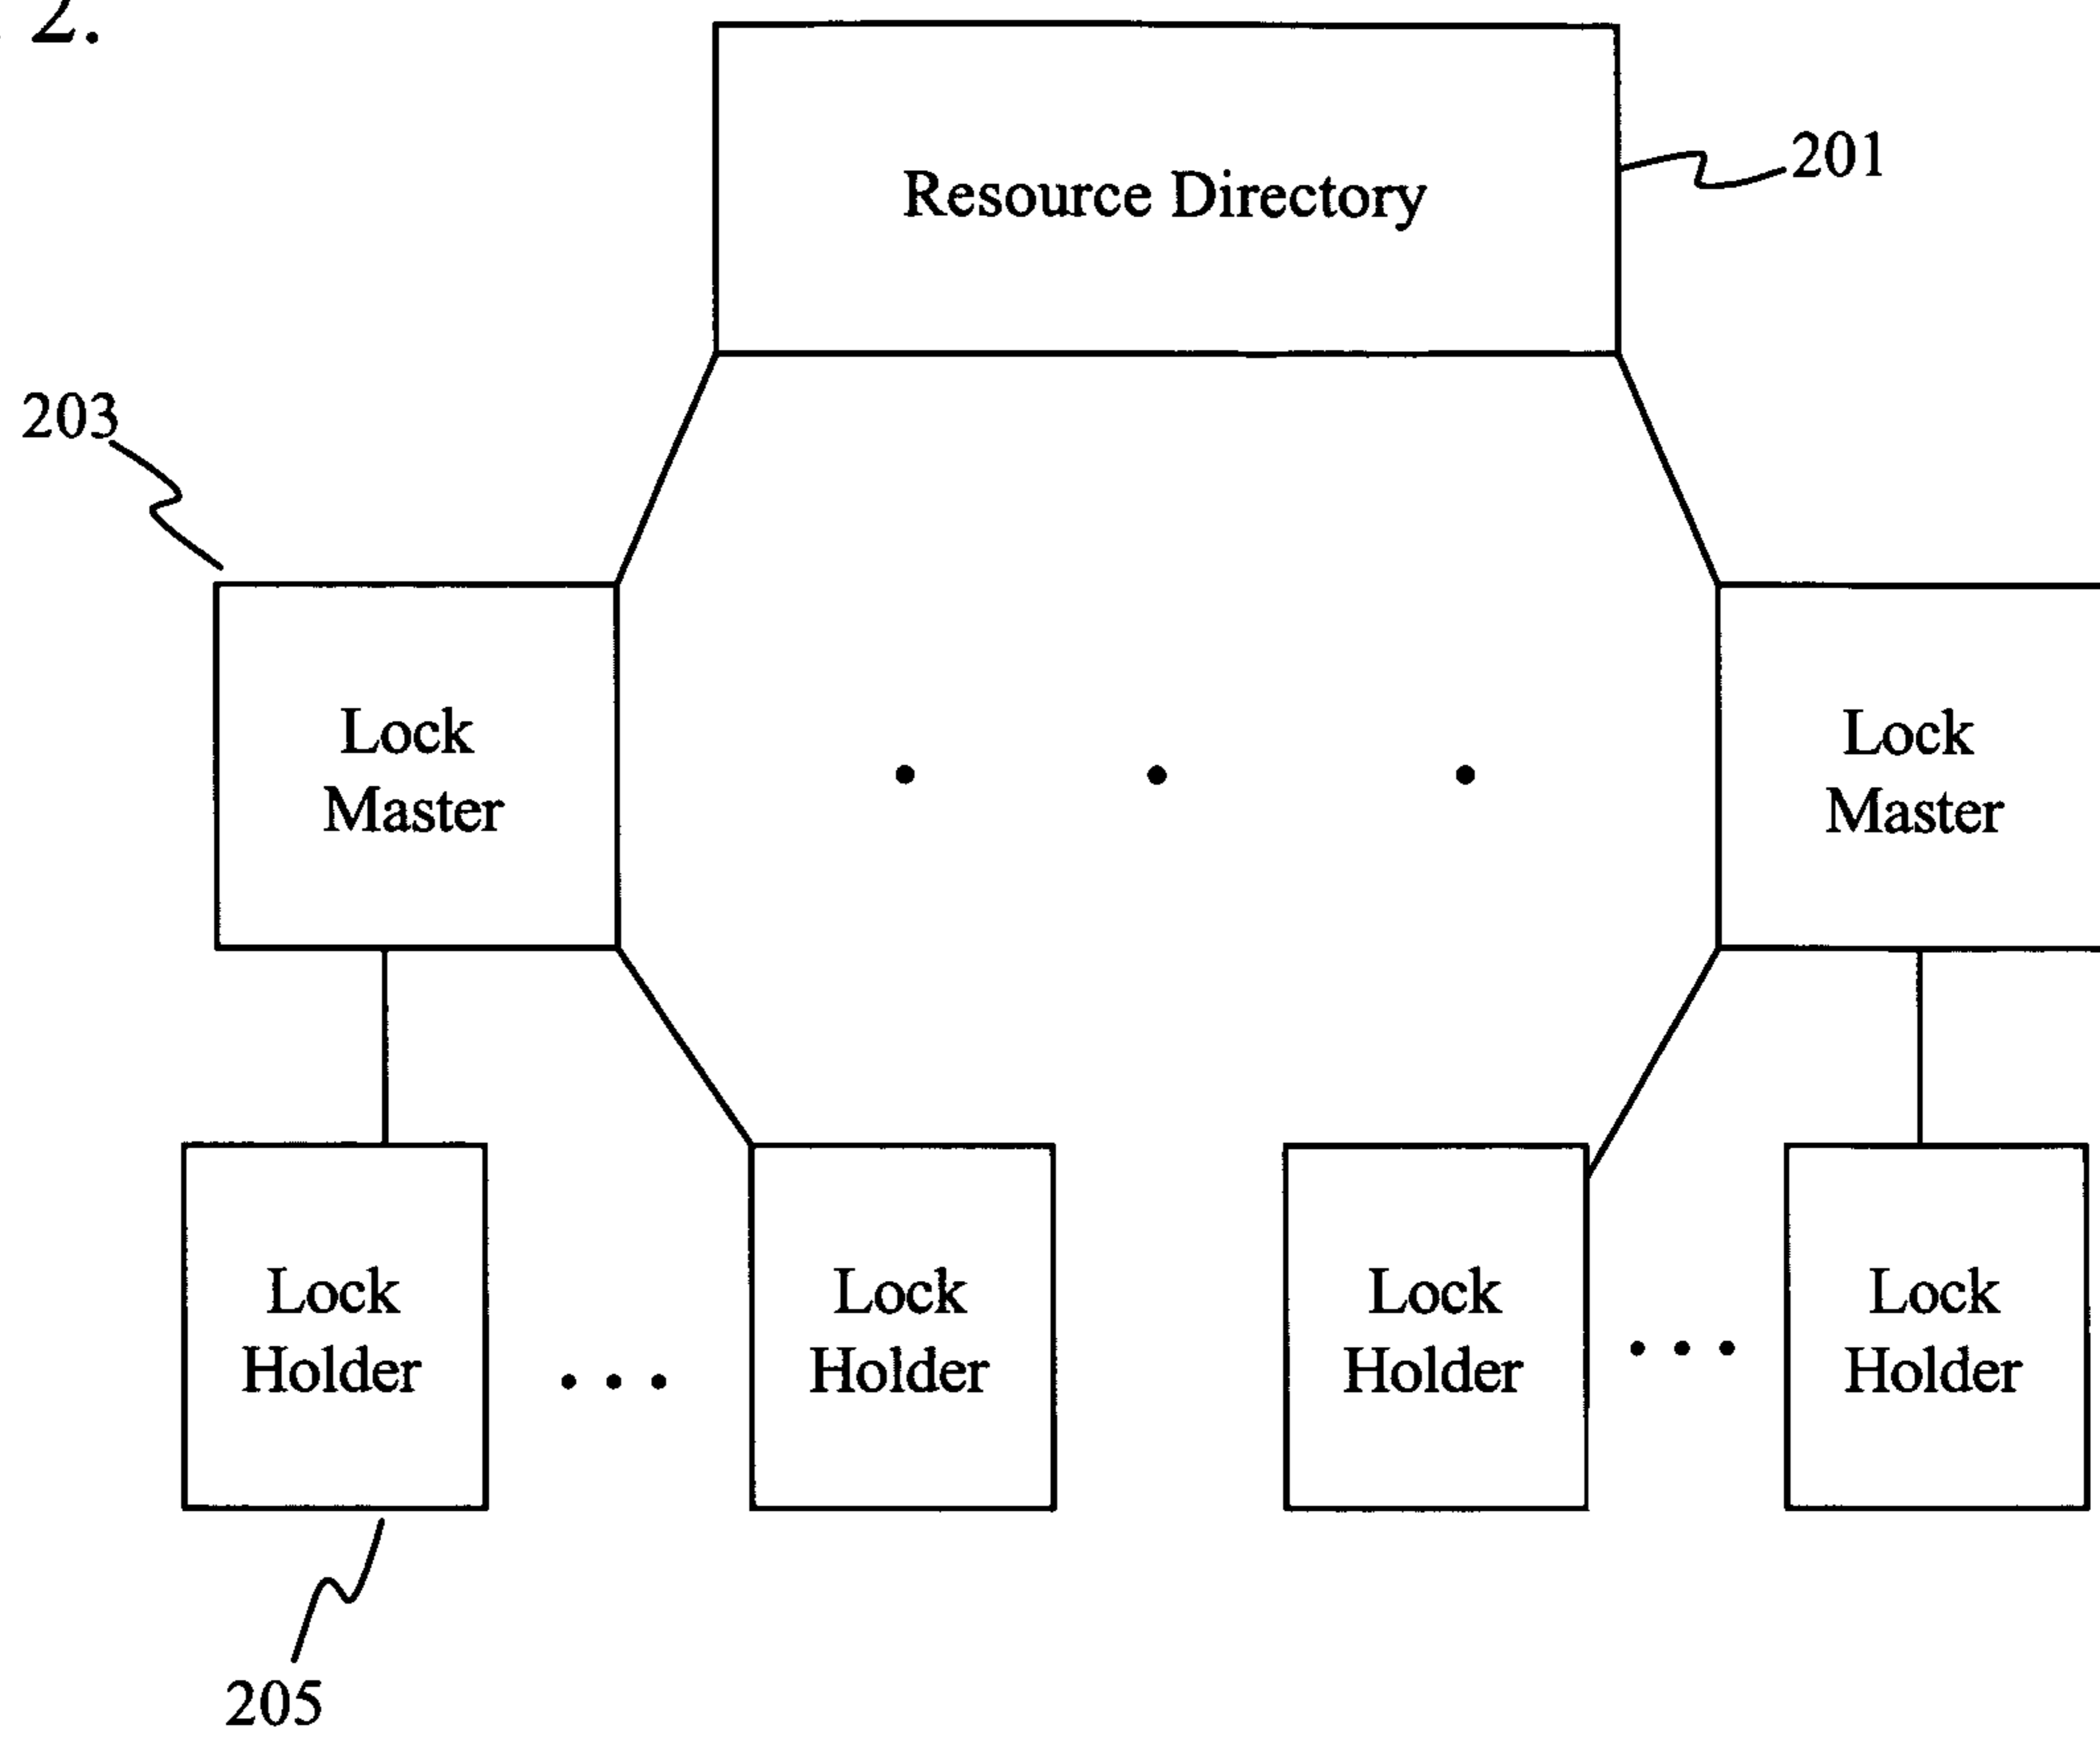 2.
Resource Directory
201
203
Lock
Master
Lock
Master
Lock
Holder
Lock
Holder
Lock
Holder
Lock
Holder
205